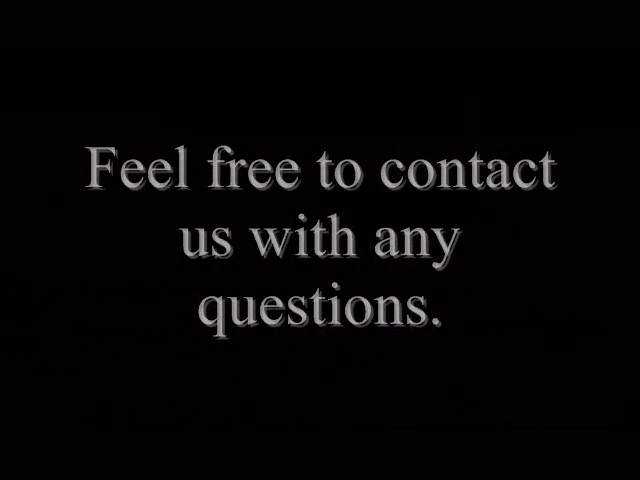 Feel free to contact
us with any
questions.